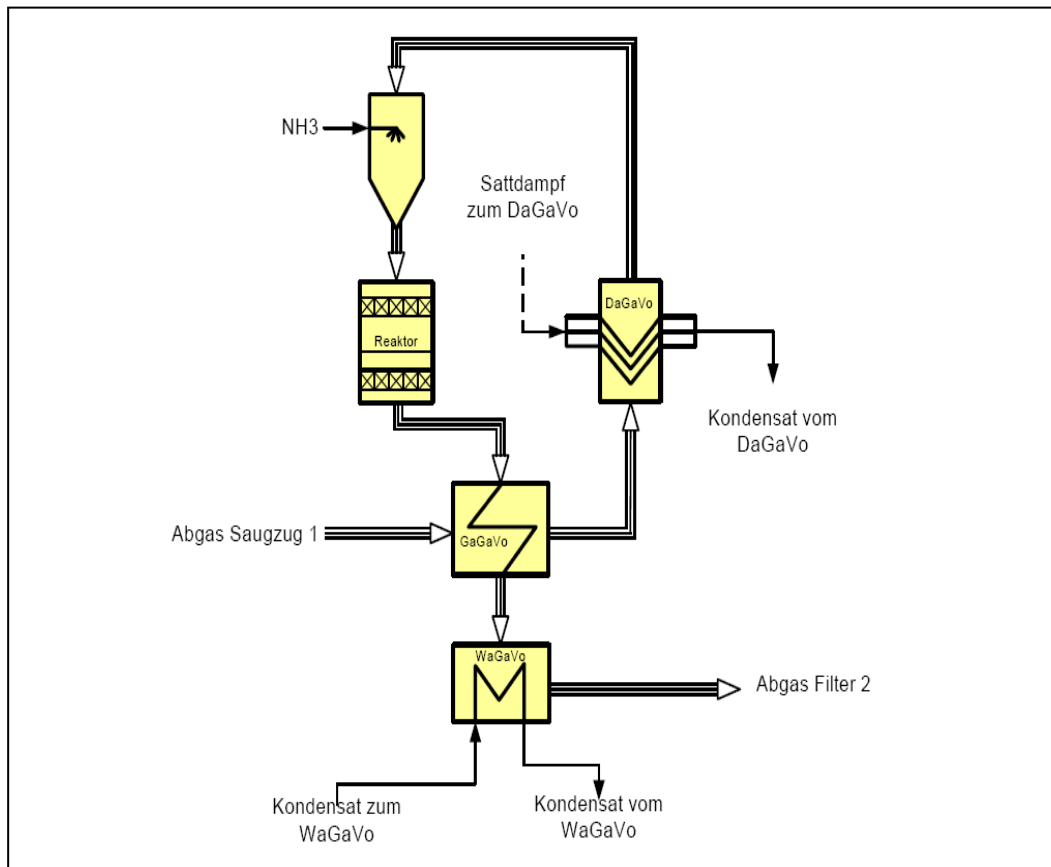 NH3
Sattdampf
zum DaGaVo
DaGaVo
Reaktor
Kondensat vom
DaGaVo
Abgas Saugzug 1
GaGaVo
WaGaVo
Abgas Filter 2
Kondensat zum
WaGaVo
Kondensat vom
WaGaVo